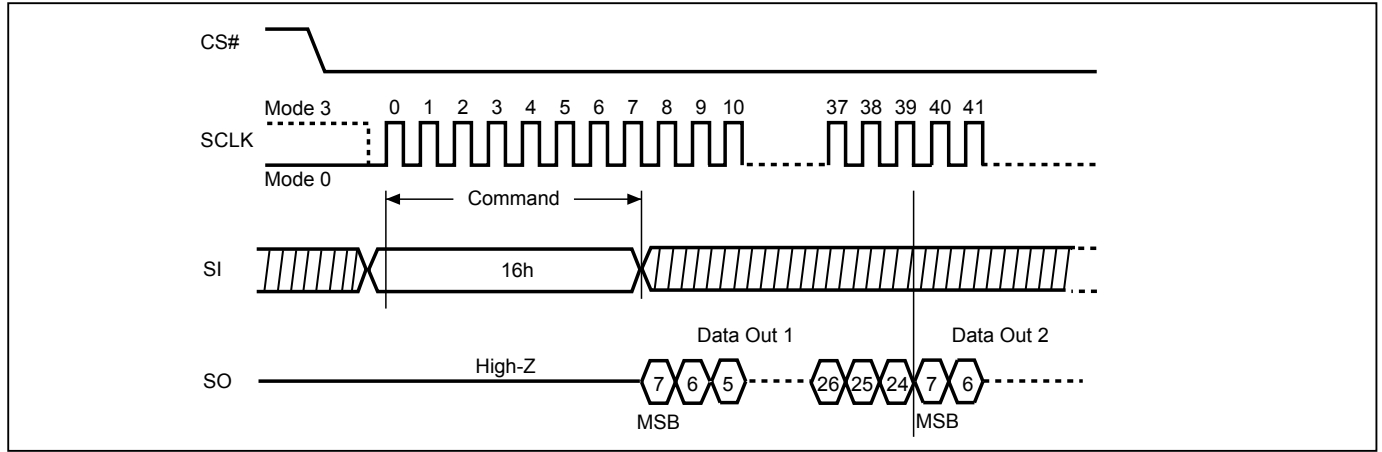 CS#
Mode 3
0 1 2 3 4 5 6 7 8 9 10 37 38 39 40 41
SCLK
Mode 0
Command
SI
16h
Data Out 1 Data Out 2
High-Z
SO
7 6 5 26 25 24 7 6
MSB MSB